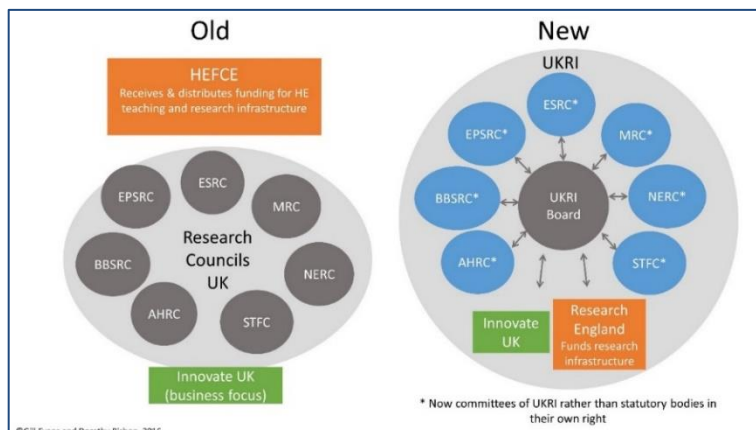 Old
HEFCE
Receives & distributes funding for HE
teaching and research infrastructure
ESRC
EPSRC
MRC
Research
Councils
UK
BBSRC
NERC
AHRC
STFC
Innovate UK
(business focus)
New
UKRI
ESRC*
EPSRC*
MRC*
UKRI
Board
BBSRC*
NERC*
AHRC*
STFC*
Innovate
UK
Research
England
Funds research
infrastructure
* Now committees of UKRI rather than statutory bodies in
their own right